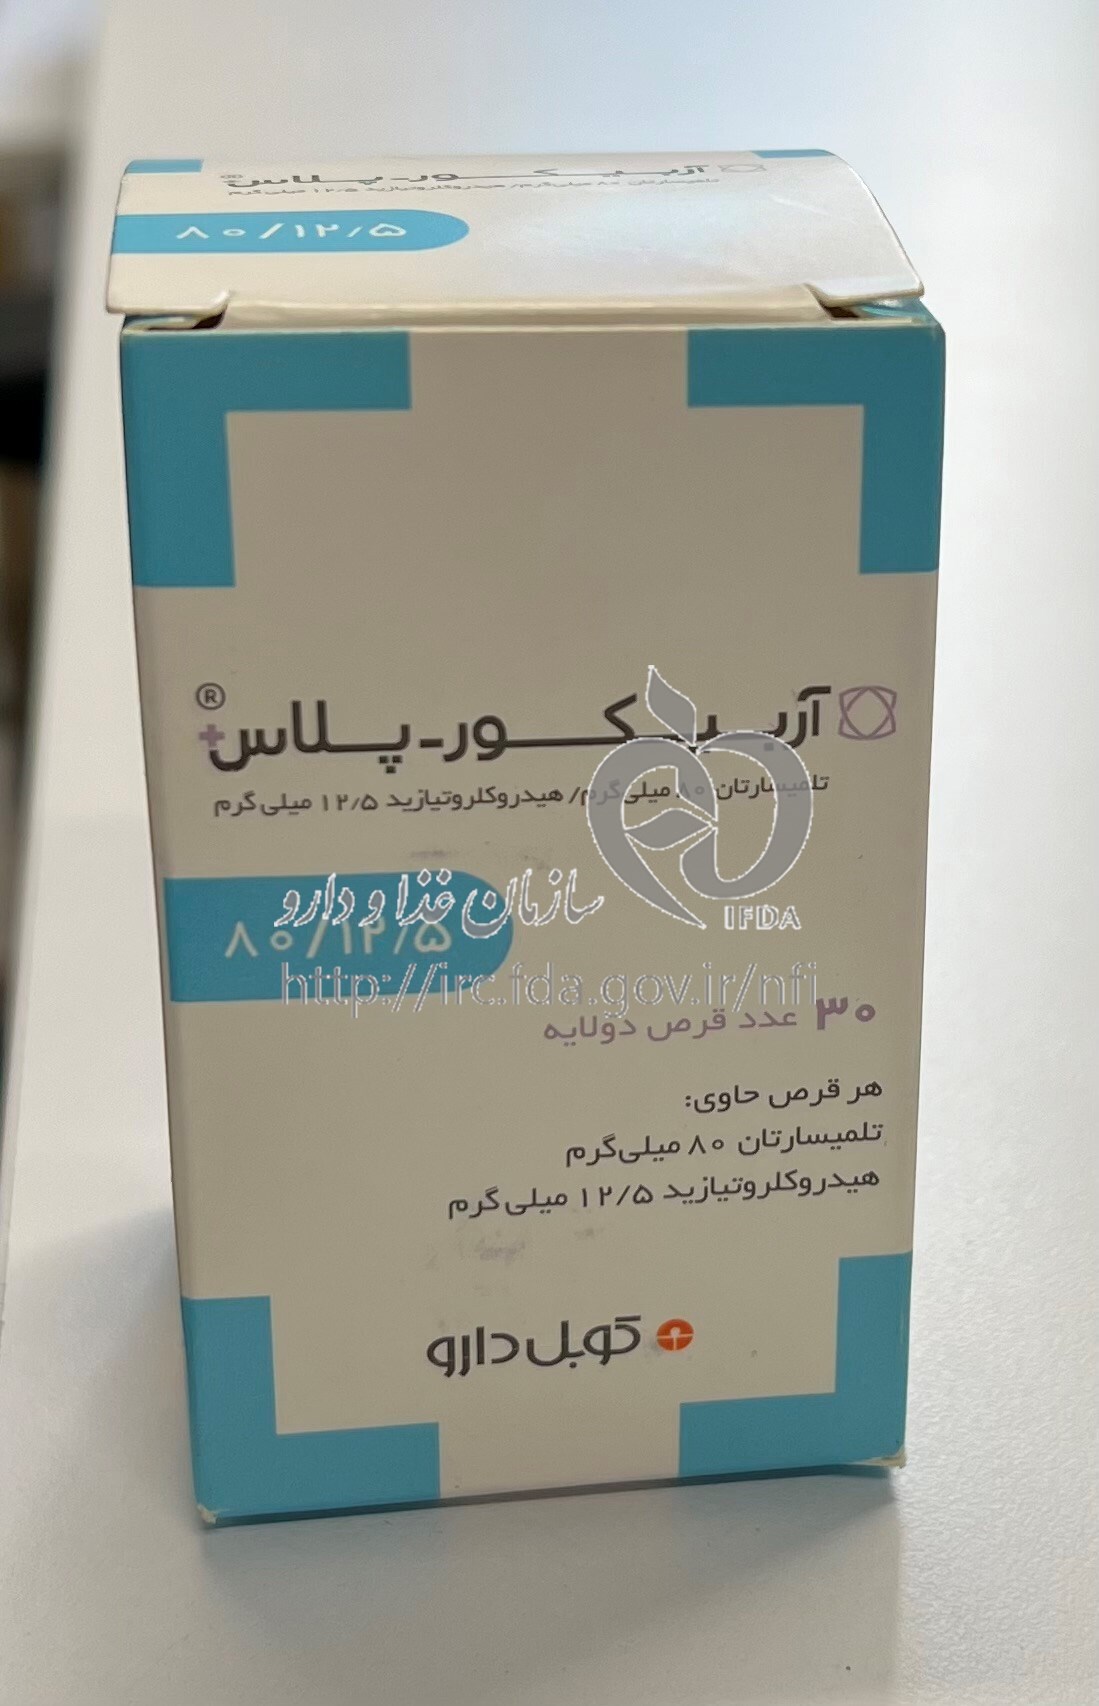 آربیکور-پلاس®
تلمیسارتان ۸۰ میلی‌گرم/ هیدروکلروتیازید ۱۲/۵ میلی‌گرم
۸۰/۱۲/۵
آربیکور-پلاس+®
تلمیسارتان ۸۰ میلی‌گرم/ هیدروکلروتیازید ۱۲/۵ میلی‌گرم
سازمان غذا و دارو
IFDA
۸۰/۱۲/۵
http://irc.fda.gov.ir/nfi
۳۰ عدد قرص دولایه
هر قرص حاوی:
تلمیسارتان ۸۰ میلی‌گرم
هیدروکلروتیازید ۱۲/۵ میلی‌گرم
کوبل دارو